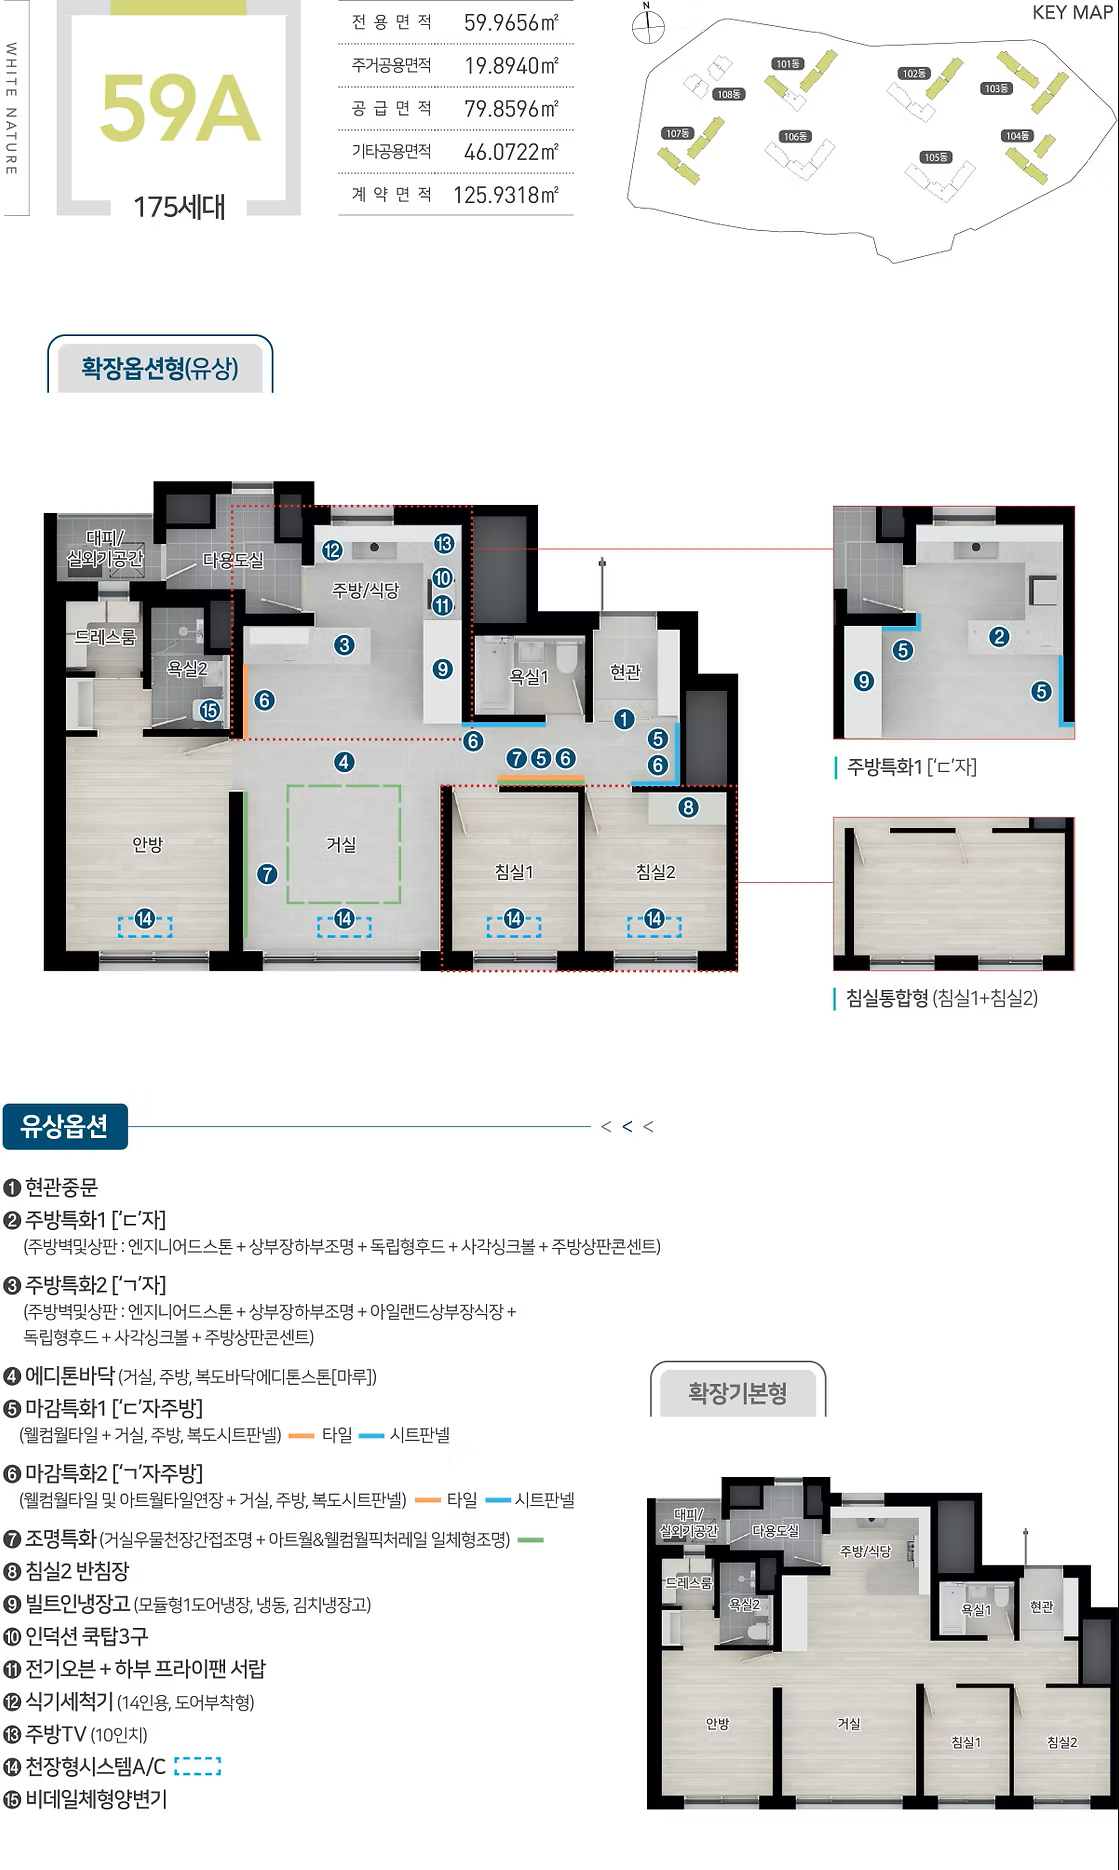 WHITE NATURE
59A
175세대
전용면적 59.9656㎡
주거공용면적 19.8940㎡
공급면적 79.8596㎡
기타공용면적 46.0722㎡
계약면적 125.9318㎡
KEY MAP
N
101동
102동
103동
108동
107동
106동
104동
105동
확장옵션형(유상)
대피/
실외기공간
다용도실
⑫
⑬
주방/식당
⑩
⑪
드레스룸
욕실2
③
⑨
욕실1
현관
⑥
⑮
①
⑥
⑤
④
⑦ ⑤ ⑥
⑥
⑧
안방
거실
⑦
침실1
침실2
⑭
⑭
⑭
⑭
②
⑤
⑨
⑤
주방특화1 ['ㄷ'자]
침실통합형 (침실1+침실2)
유상옵션
< < <
❶ 현관중문
❷ 주방특화1 ['ㄷ'자]
(주방벽및상판 : 엔지니어드스톤 + 상부장하부조명 + 독립형후드 + 사각싱크볼 + 주방상판콘센트)
❸ 주방특화2 ['ㄱ'자]
(주방벽및상판 : 엔지니어드스톤 + 상부장하부조명 + 아일랜드상부장식장 +
독립형후드 + 사각싱크볼 + 주방상판콘센트)
❹ 에디톤바닥 (거실, 주방, 복도바닥에디톤스톤[마루])
❺ 마감특화1 ['ㄷ'자주방]
(웰컴월타일 + 거실, 주방, 복도시트판넬) 타일 시트판넬
❻ 마감특화2 ['ㄱ'자주방]
(웰컴월타일 및 아트월타일연장 + 거실, 주방, 복도시트판넬) 타일 시트판넬
❼ 조명특화 (거실우물천장간접조명 + 아트월&웰컴월픽처레일 일체형조명)
❽ 침실2 반침장
❾ 빌트인냉장고 (모듈형1도어냉장, 냉동, 김치냉장고)
❿ 인덕션 쿡탑3구
⓫ 전기오븐 + 하부 프라이팬 서랍
⓬ 식기세척기 (14인용, 도어부착형)
⓭ 주방TV (10인치)
⓮ 천장형시스템A/C
⓯ 비데일체형양변기
확장기본형
대피/
실외기공간
다용도실
주방/식당
드레스룸
욕실2
욕실1
현관
안방
거실
침실1
침실2